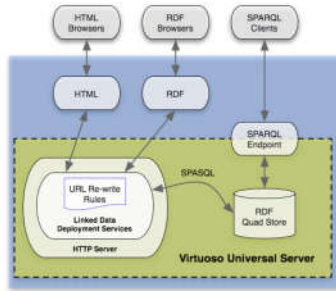 HTML
Browsers
RDF
Browsers
SPARQL
Clients
HTML
RDF
SPARQL
Endpoint
SPASQL
URL Re-write
Rules
Linked Data
Deployment Services
HTTP Server
RDF
Quad Store
Virtuoso Universal Server